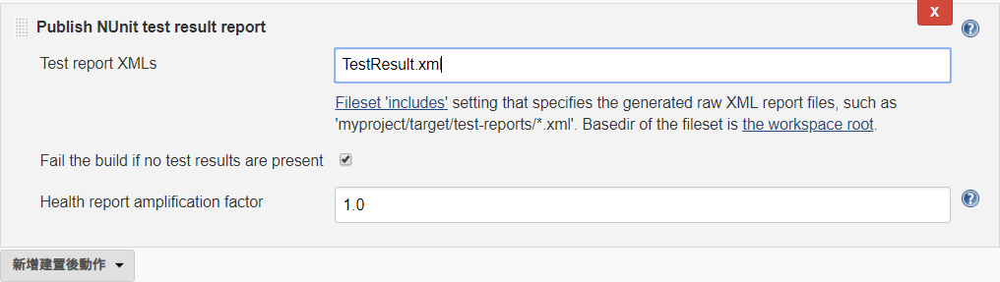 Publish NUnit test result report
X
Test report XMLs
TestResult.xml
Fileset 'includes' setting that specifies the generated raw XML report files, such as
'myproject/target/test-reports/*.xml'. Basedir of the fileset is the workspace root.
Fail the build if no test results are present
Health report amplification factor
1.0
新增建置後動作